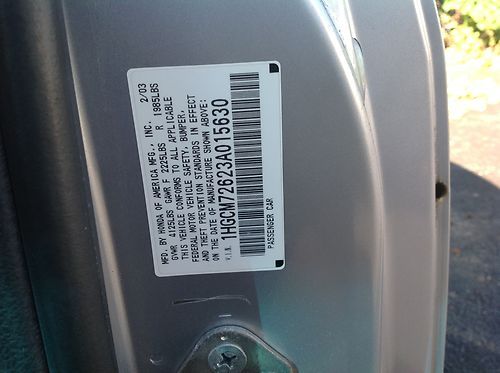 MFD. BY HONDA OF AMERICA MFG., INC. 2/03
GVWR 4125LBS GAWR F 2225LBS R 1985LBS
THIS VEHICLE CONFORMS TO ALL APPLICABLE
FEDERAL MOTOR VEHICLE SAFETY, BUMPER,
AND THEFT PREVENTION STANDARDS IN EFFECT
ON THE DATE OF MANUFACTURE SHOWN ABOVE:
V.I.N. 1HGCM72623A015630
PASSENGER CAR